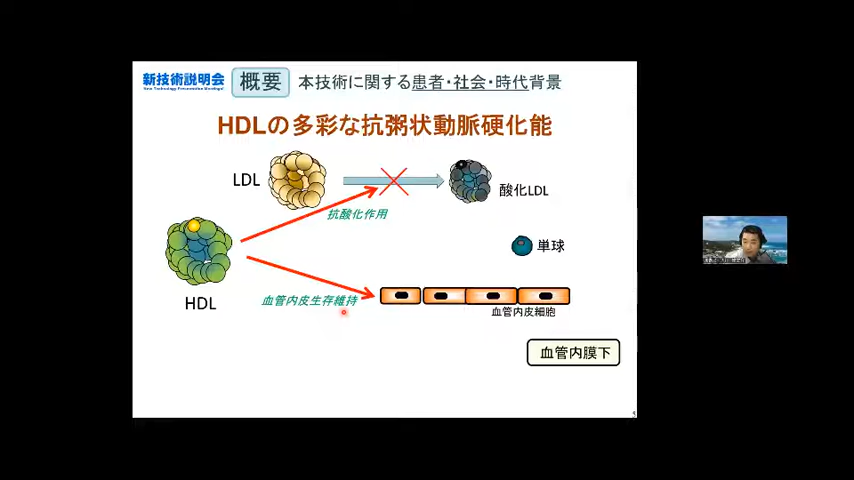 新技術説明会
New Technology Presentation Meetings!
概要
本技術に関する患者・社会・時代背景
HDLの多彩な抗粥状動脈硬化能
LDL
酸化LDL
抗酸化作用
単球
HDL
血管内皮生存維持
血管内皮細胞
血管内膜下